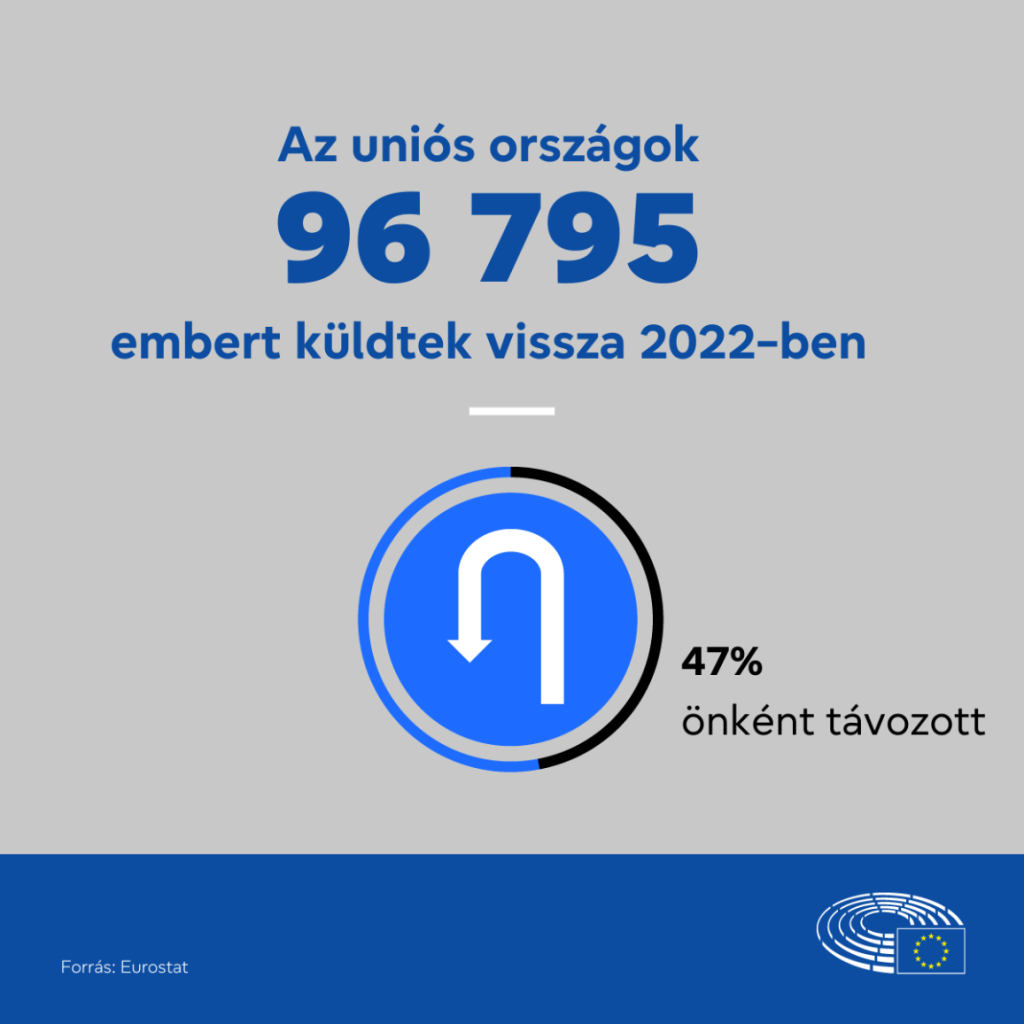 Az uniós országok
96 795
embert küldtek vissza 2022-ben
47%
önként távozott
Forrás: Eurostat